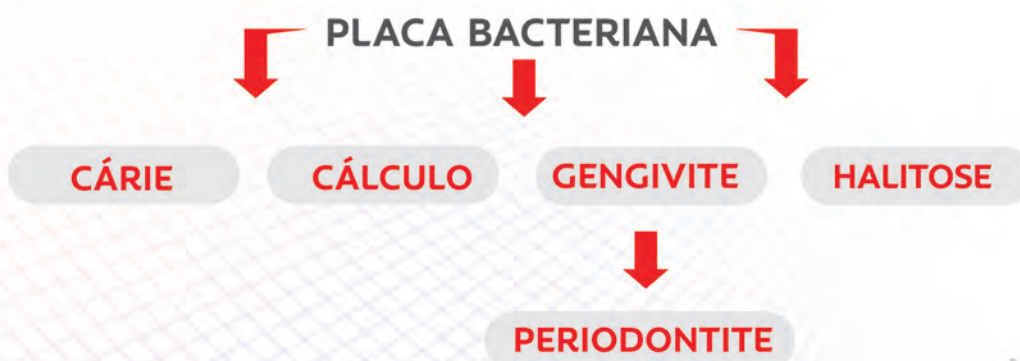 PLACA BACTERIANA
CÁRIE CÁLCULO GENGIVITE HALITOSE
PERIODONTITE